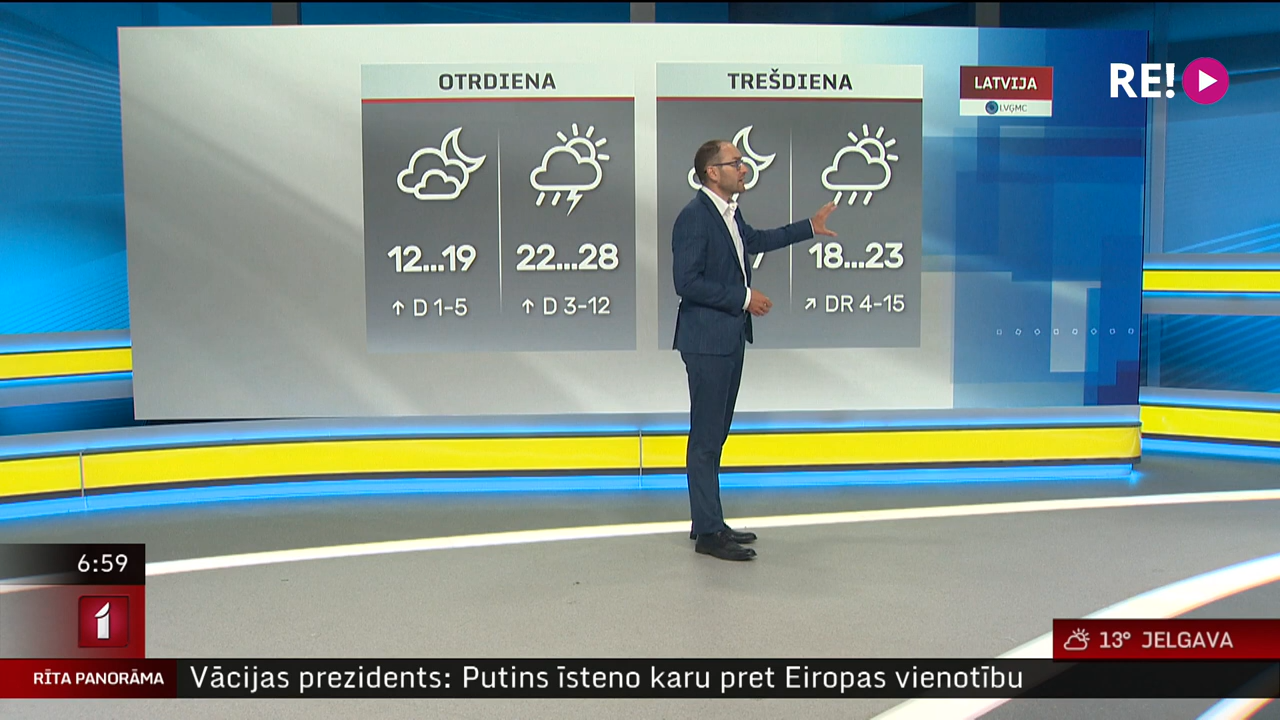 OTRDIENA
TREŠDIENA
LATVIJA
LVĢMC
RE!
12...19
22...28
18...23
↑ D 1-5
↑ D 3-12
↗ DR 4-15
6:59
1
13° JELGAVA
RĪTA PANORĀMA
Vācijas prezidents: Putins īsteno karu pret Eiropas vienotību